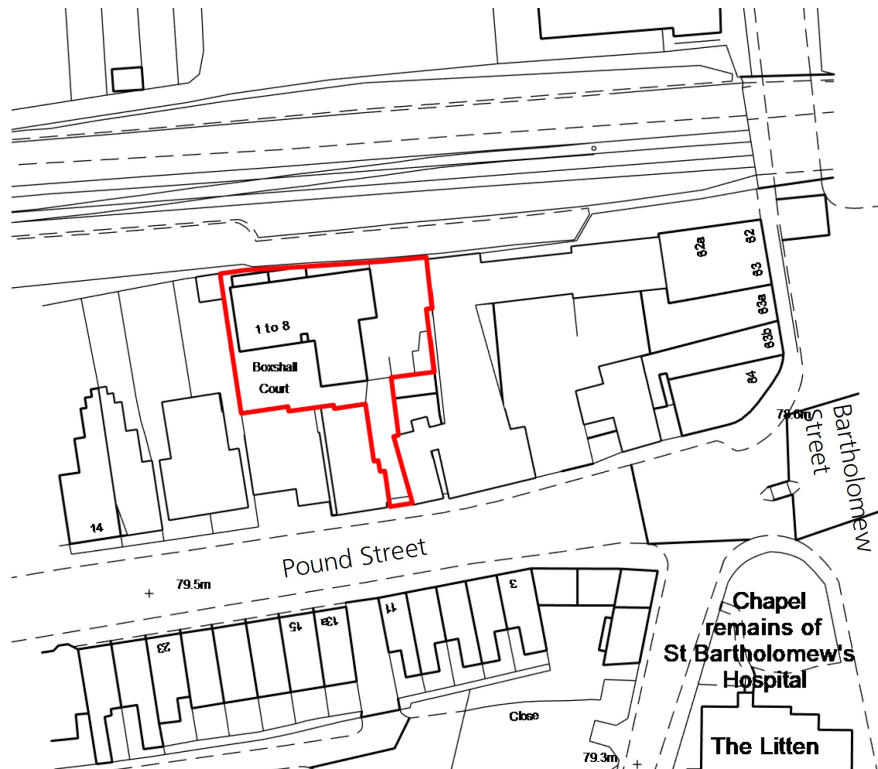 62
62a
63
63a
1 to 8
63b
Boxshall
Court
64
78.6m
Bartholomew
Street
14
Pound Street
79.5m
3
11
13a
15
23
Chapel
remains of
St Bartholomew's
Hospital
Close
The Litten
79.3m